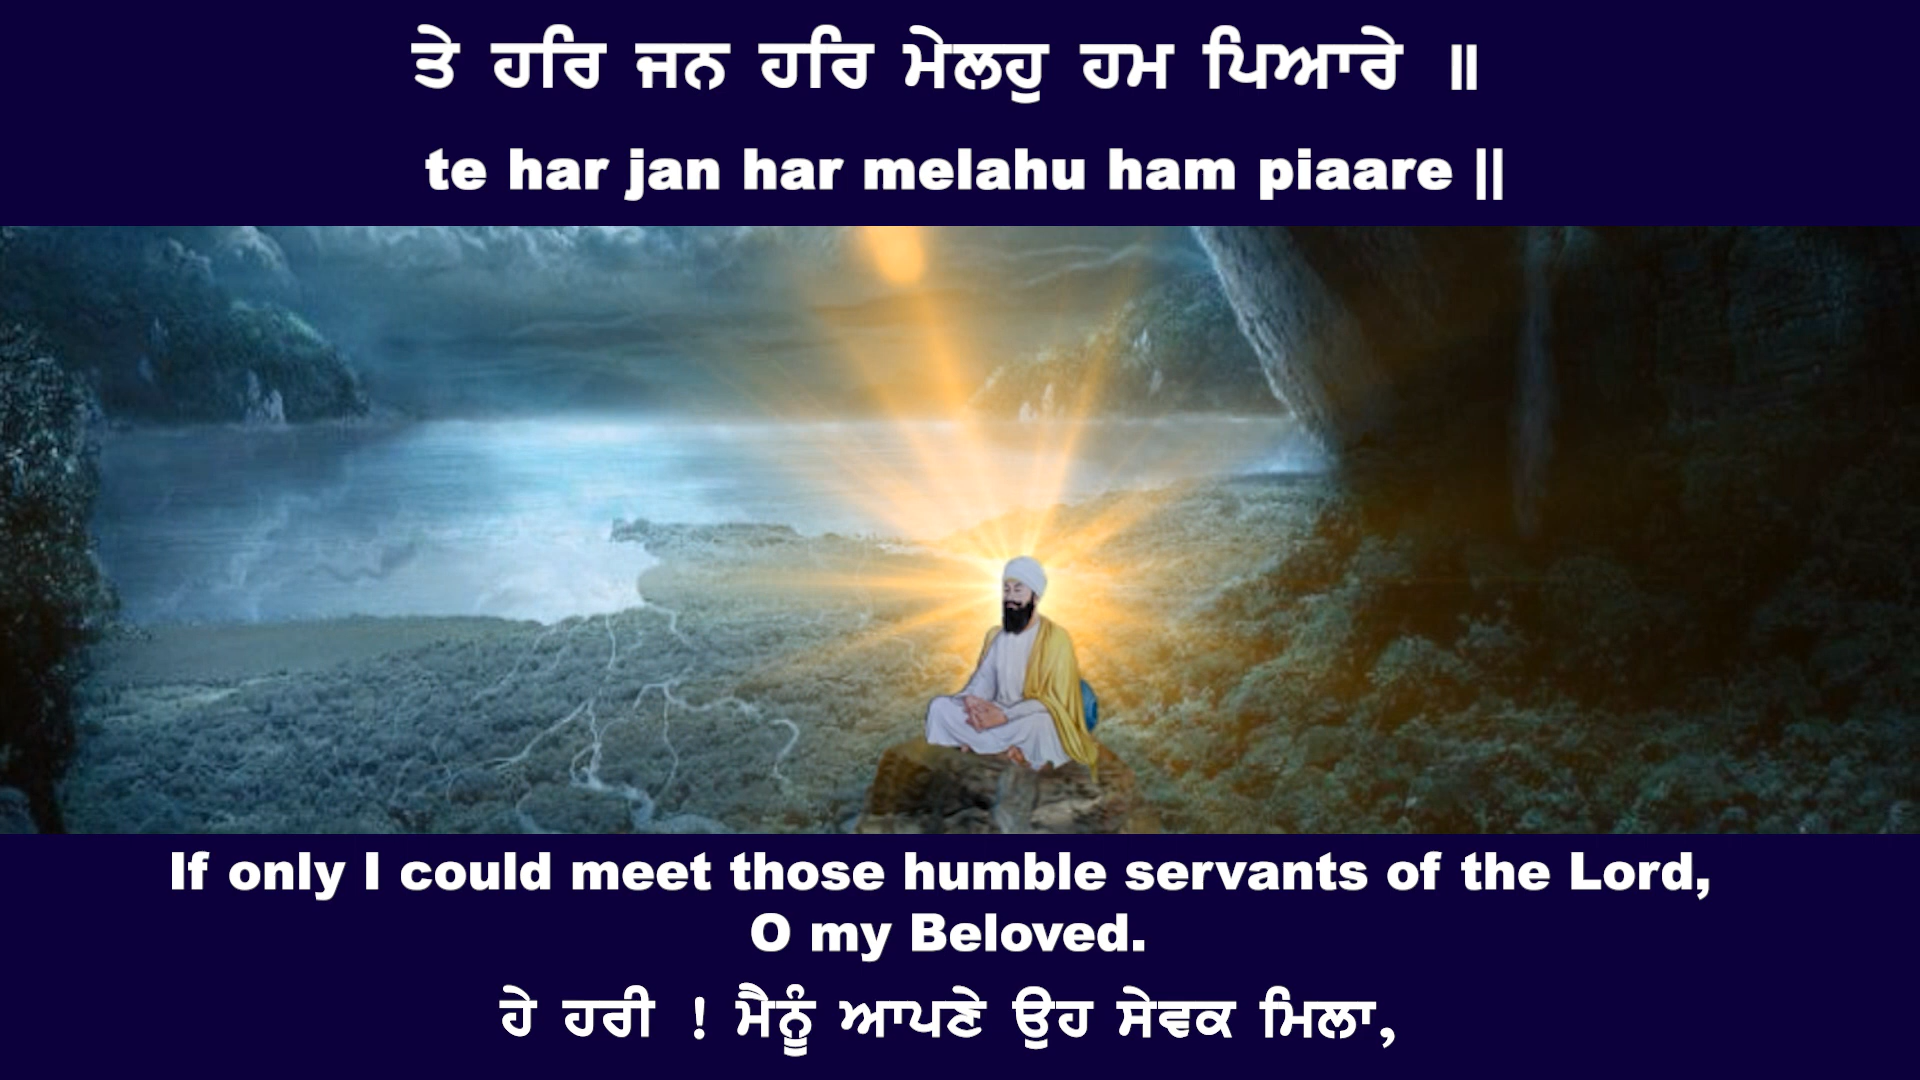 ਤੇ ਹਰਿ ਜਨ ਹਰਿ ਮੇਲਹੁ ਹਮ ਪਿਆਰੇ ॥
te har jan har melahu ham piaare ||
If only I could meet those humble servants of the Lord,
O my Beloved.
ਹੇ ਹਰੀ ! ਮੈਨੂੰ ਆਪਣੇ ਉਹ ਸੇਵਕ ਮਿਲਾ,